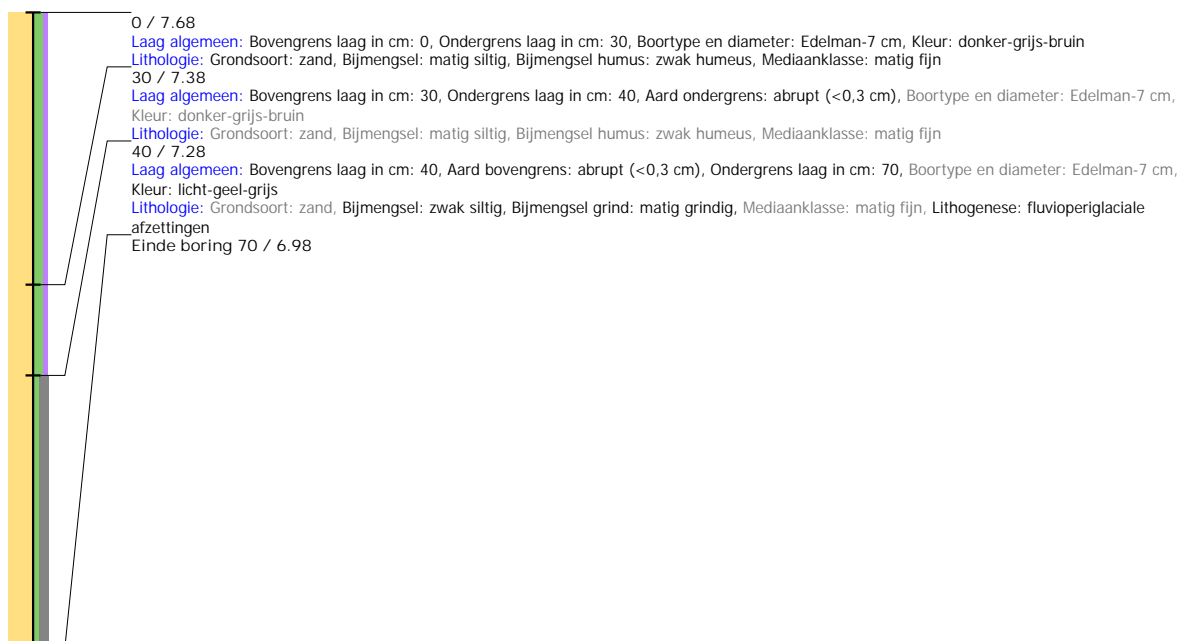 0 / 7.68
Laag algemeen: Bovengrens laag in cm: 0, Ondergrens laag in cm: 30, Boortype en diameter: Edelman-7 cm, Kleur: donker-grijs-bruin
Lithologie: Grondsoort: zand, Bijmengsel: matig siltig, Bijmengsel humus: zwak humeus, Mediaanklasse: matig fijn
30 / 7.38
Laag algemeen: Bovengrens laag in cm: 30, Ondergrens laag in cm: 40, Aard ondergrens: abrupt (<0,3 cm), Boortype en diameter: Edelman-7 cm,
Kleur: donker-grijs-bruin
Lithologie: Grondsoort: zand, Bijmengsel: matig siltig, Bijmengsel humus: zwak humeus, Mediaanklasse: matig fijn
40 / 7.28
Laag algemeen: Bovengrens laag in cm: 40, Aard bovengrens: abrupt (<0,3 cm), Ondergrens laag in cm: 70, Boortype en diameter: Edelman-7 cm,
Kleur: licht-geel-grijs
Lithologie: Grondsoort: zand, Bijmengsel: zwak siltig, Bijmengsel grind: matig grindig, Mediaanklasse: matig fijn, Lithogenese: fluvioperiglaciale
afzettingen
Einde boring 70 / 6.98